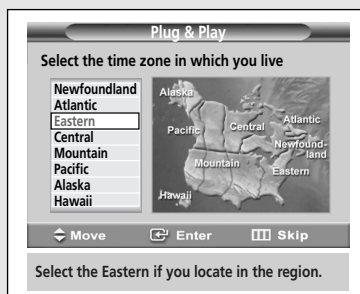 Plug & Play
Select the time zone in which you live
Newfoundland
Atlantic
Eastern
Central
Mountain
Pacific
Alaska
Hawaii
Alaska
Pacific
Central
Atlantic
Newfound-
land
Mountain
Eastern
Hawaii
Move Enter Skip
Select the Eastern if you locate in the region.